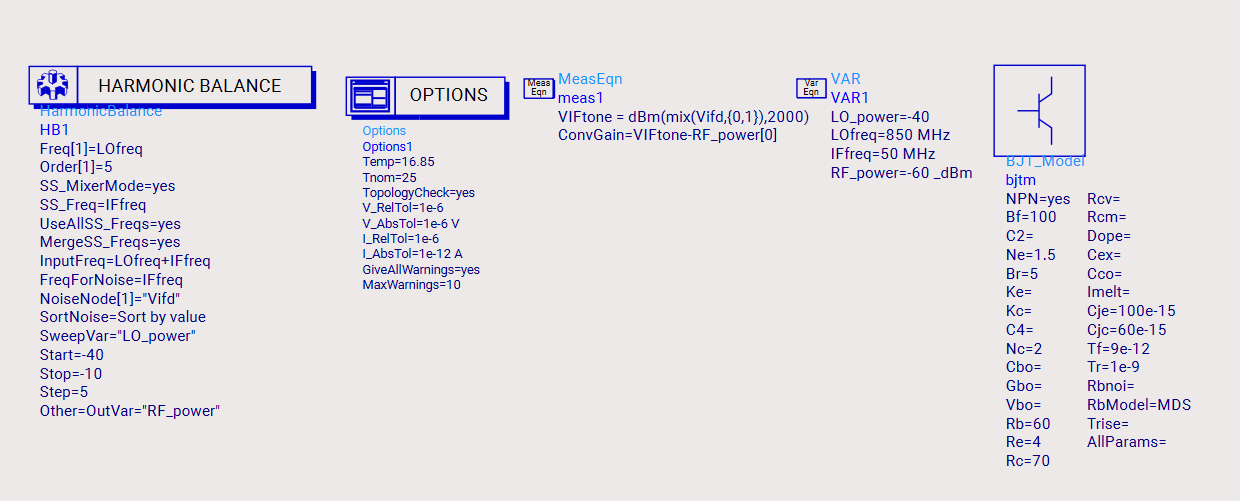 HARMONIC BALANCE
HarmonicBalance
HB1
Freq[1]=LOfreq
Order[1]=5
SS_MixerMode=yes
SS_Freq=IFfreq
UseAllSS_Freqs=yes
MergeSS_Freqs=yes
InputFreq=LOfreq+IFfreq
FreqForNoise=IFfreq
NoiseNode[1]="Vifd"
SortNoise=Sort by value
SweepVar="LO_power"
Start=-40
Stop=-10
Step=5
Other=OutVar="RF_power"
OPTIONS
Options
Options1
Temp=16.85
Tnom=25
TopologyCheck=yes
V_RelTol=1e-6
V_AbsTol=1e-6 V
I_RelTol=1e-6
I_AbsTol=1e-12 A
GiveAllWarnings=yes
MaxWarnings=10
Meas
Eqn
MeasEqn
meas1
VIFtone = dBm(mix(Vifd,{0,1}),2000)
ConvGain=VIFtone-RF_power[0]
Var
Eqn
VAR
VAR1
LO_power=-40
LOfreq=850 MHz
IFfreq=50 MHz
RF_power=-60 _dBm
BJT_Model
bjtm
NPN=yes
Bf=100
C2=
Ne=1.5
Br=5
Ke=
Kc=
C4=
Nc=2
Cbo=
Gbo=
Vbo=
Rb=60
Re=4
Rc=70
Rcv=
Rcm=
Dope=
Cex=
Cco=
Imelt=
Cje=100e-15
Cjc=60e-15
Tf=9e-12
Tr=1e-9
Rbnoi=
RbModel=MDS
Trise=
AllParams=